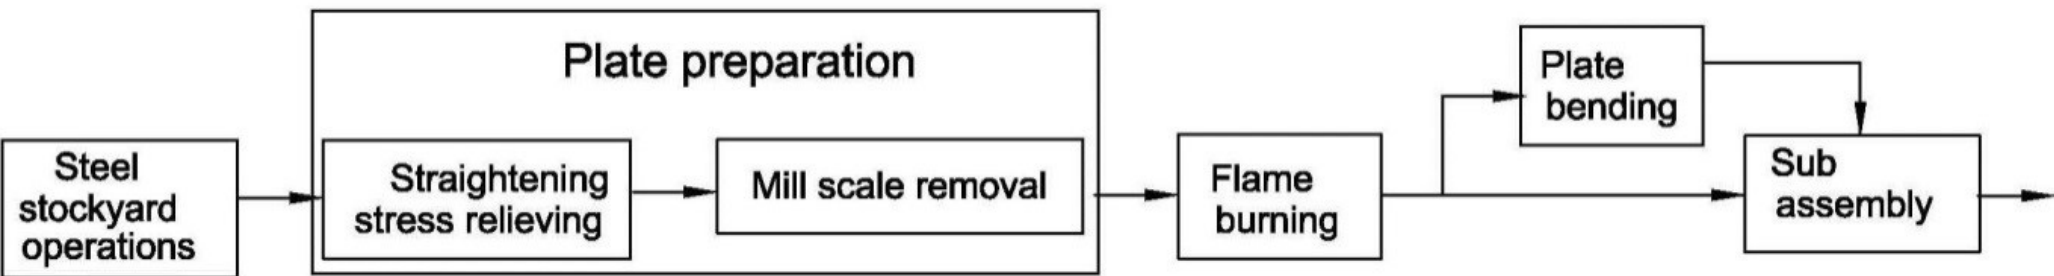 Plate preparation
Steel
stockyard
operations
Straightening
stress relieving
Mill scale removal
Flame
burning
Plate
bending
Sub
assembly